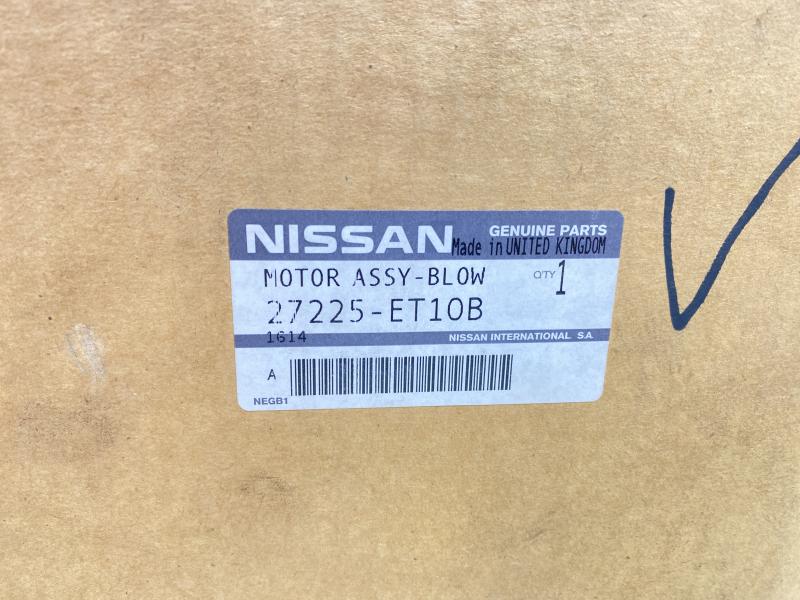 NISSAN GENUINE PARTS
Made in UNITED KINGDOM
MOTOR ASSY-BLOW QTY 1
27225-ET10B
1614 NISSAN INTERNATIONAL S.A.
A
NEGB1